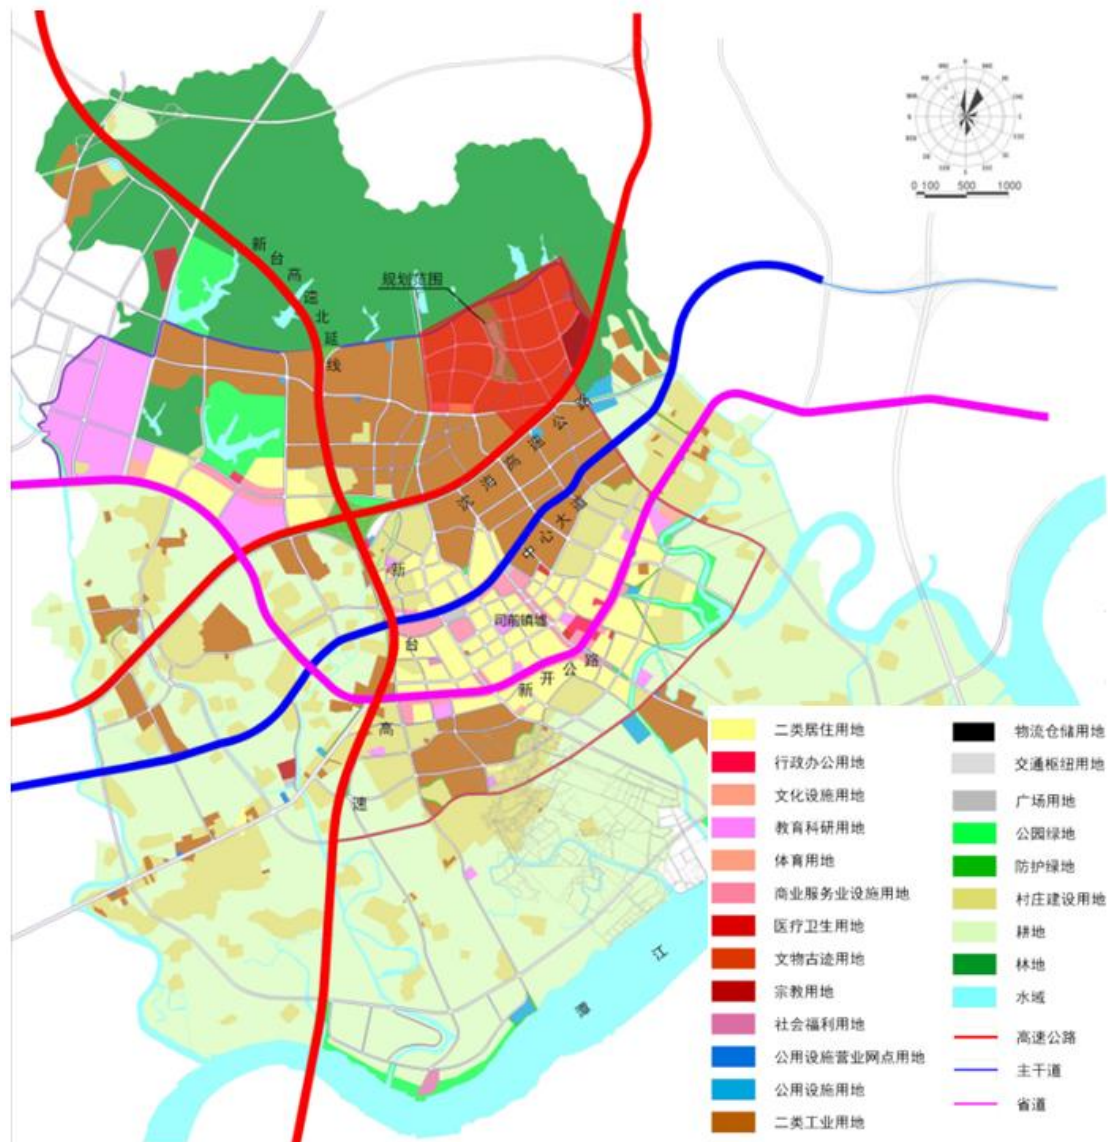 0 100 500 1000
规划范围
新台高速北延线
沈海高速公路
中心大道
司前镇墟
新台高速
新开公路
潭江
二类居住用地
行政办公用地
文化设施用地
教育科研用地
体育用地
商业服务业设施用地
医疗卫生用地
文物古迹用地
宗教用地
社会福利用地
公用设施营业网点用地
公用设施用地
二类工业用地
物流仓储用地
交通枢纽用地
广场用地
公园绿地
防护绿地
村庄建设用地
耕地
林地
水域
高速公路
主干道
省道